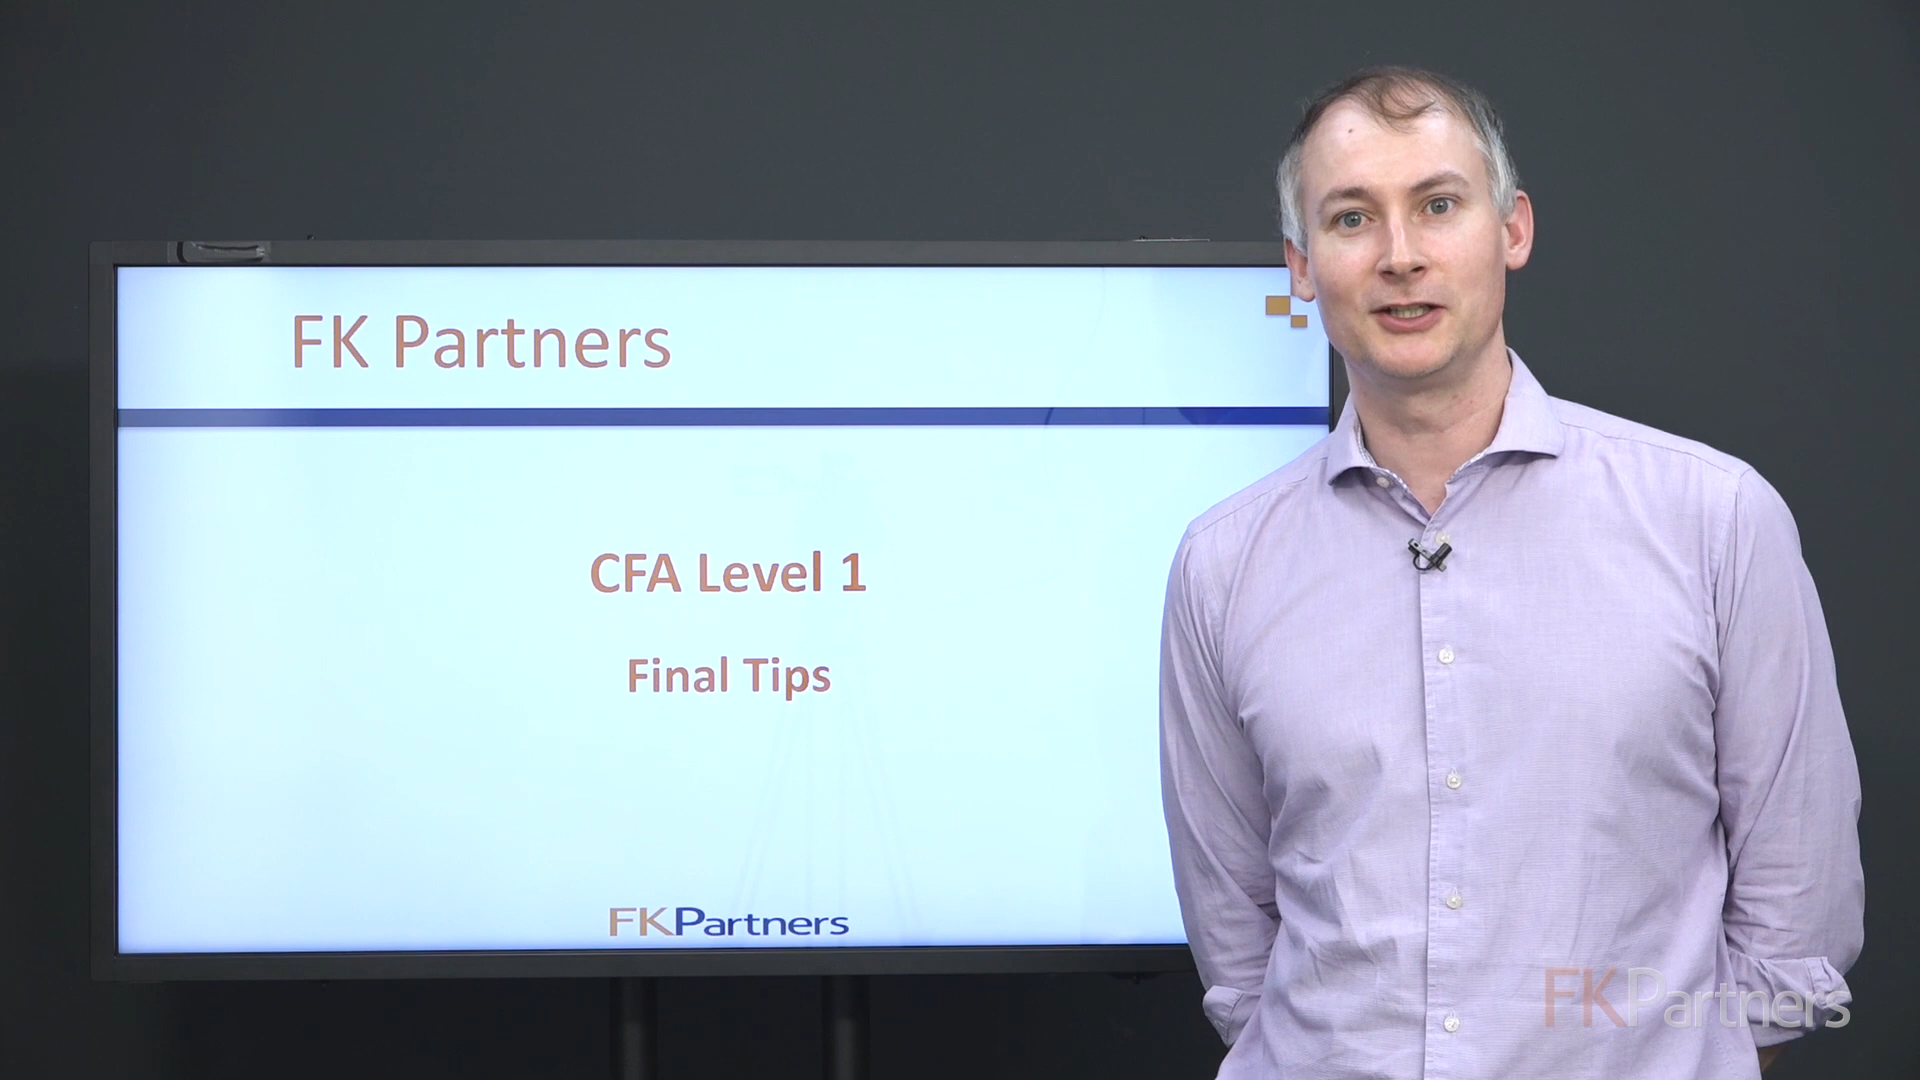 FK Partners
CFA Level 1
Final Tips
FKPartners
FKPartners